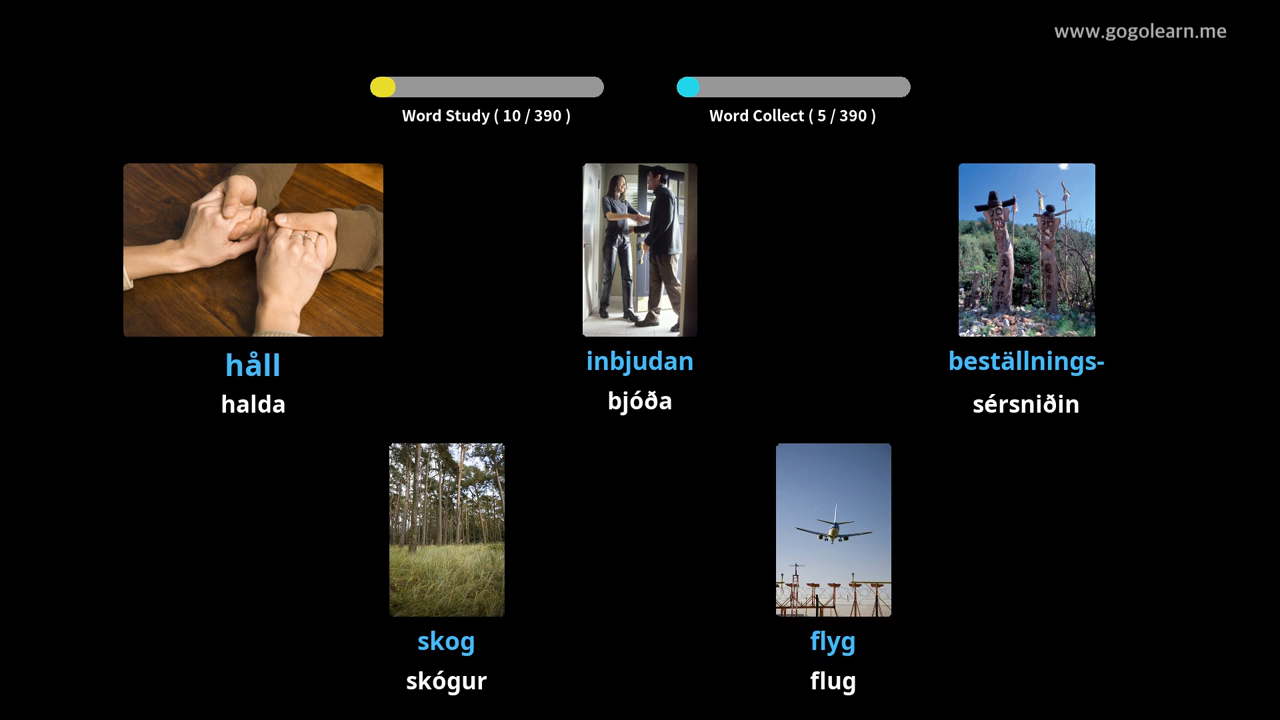 www.gogolearn.me
Word Study ( 10 / 390 )
Word Collect ( 5 / 390 )
håll
halda
inbjudan
bjóða
beställnings-
sérsniðin
skog
skógur
flyg
flug